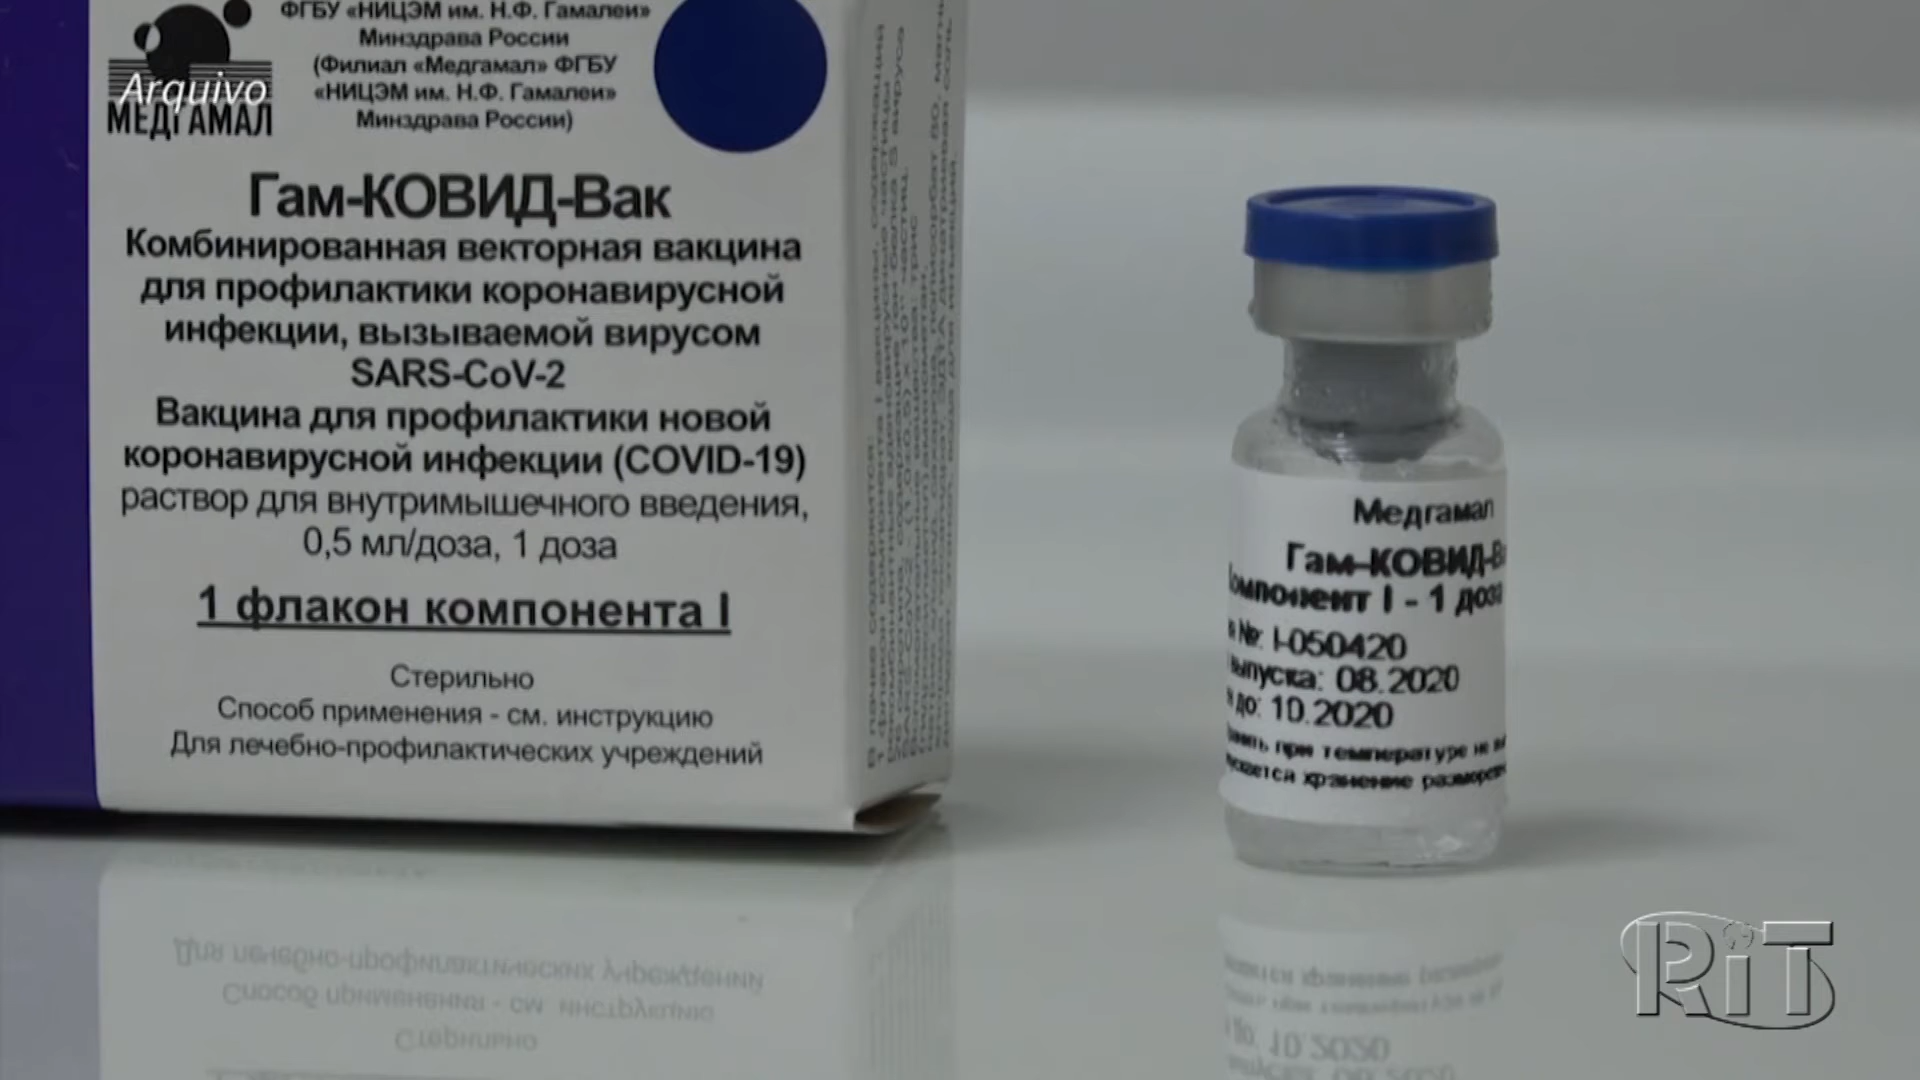 Arquivo
МЕДГАМАЛ
ФГБУ «НИЦЭМ им. Н.Ф. Гамалеи»
Минздрава России
(Филиал «Медгамал» ФГБУ
«НИЦЭМ им. Н.Ф. Гамалеи»
Минздрава России)
Гам-КОВИД-Вак
Комбинированная векторная вакцина
для профилактики коронавирусной
инфекции, вызываемой вирусом
SARS-CoV-2
Вакцина для профилактики новой
коронавирусной инфекции (COVID-19)
раствор для внутримышечного введения,
0,5 мл/доза, 1 доза
1 флакон компонента I
Стерильно
Способ применения - см. инструкцию
Для лечебно-профилактических учреждений
Медгамал
Гам-КОВИД-В
омпонент I - 1 доза
№: I-050420
выпуска: 08.2020
до: 10.2020
при температуре не
хранение
RiT